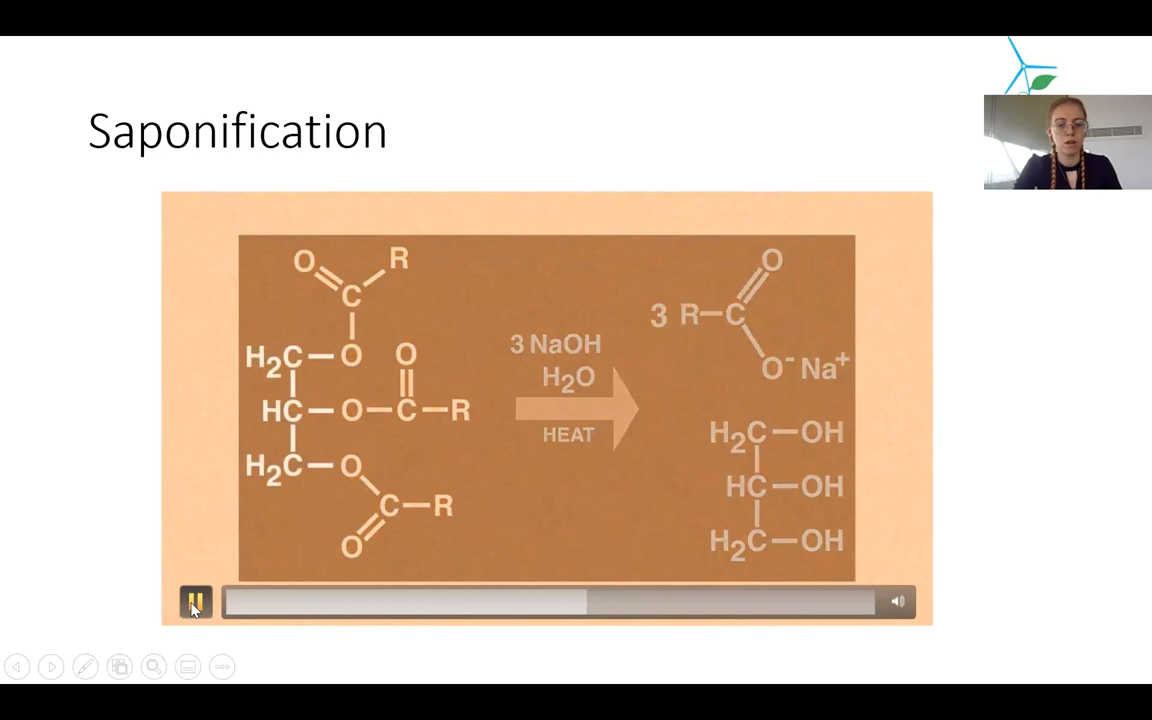 Saponification
O R
C
H2C—O O
HC—O—C—R
H2C—O
C—R
O
3 NaOH
H2O
HEAT
O
3 R—C
O- Na+
H2C—OH
HC—OH
H2C—OH